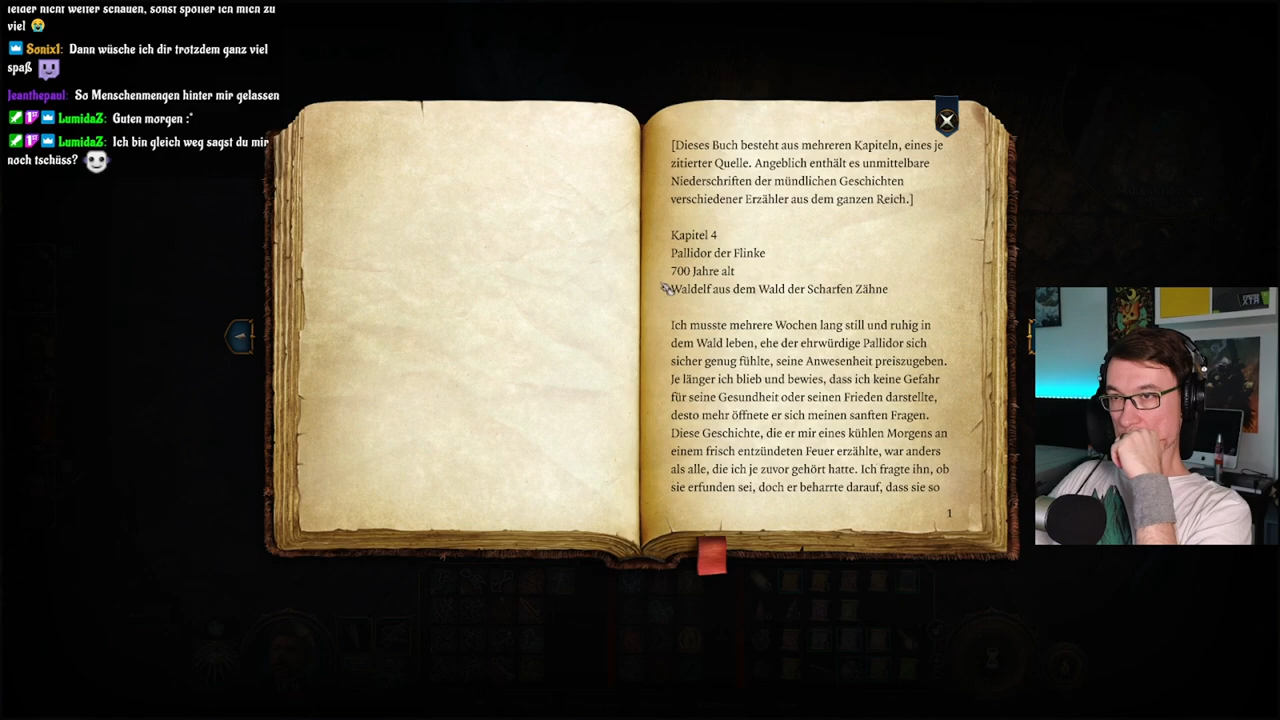 leider nicht weiter schauen, sonst spoiler ich mich zu
viel
Sonix1: Dann wüsche ich dir trotzdem ganz viel
spaß
Jeanthepaul: So Menschenmengen hinter mir gelassen
LumidaZ: Guten morgen :*
LumidaZ: Ich bin gleich weg sagst du mir
noch tschüss?
[Dieses Buch besteht aus mehreren Kapiteln, eines je
zitierter Quelle. Angeblich enthält es unmittelbare
Niederschriften der mündlichen Geschichten
verschiedener Erzähler aus dem ganzen Reich.]
Kapitel 4
Pallidor der Flinke
700 Jahre alt
Waldelf aus dem Wald der Scharfen Zähne
Ich musste mehrere Wochen lang still und ruhig in
dem Wald leben, ehe der ehrwürdige Pallidor sich
sicher genug fühlte, seine Anwesenheit preiszugeben.
Je länger ich blieb und bewies, dass ich keine Gefahr
für seine Gesundheit oder seinen Frieden darstellte,
desto mehr öffnete er sich meinen sanften Fragen.
Diese Geschichte, die er mir eines kühlen Morgens an
einem frisch entzündeten Feuer erzählte, war anders
als alle, die ich je zuvor gehört hatte. Ich fragte ihn, ob
sie erfunden sei, doch er beharrte darauf, dass sie so
1